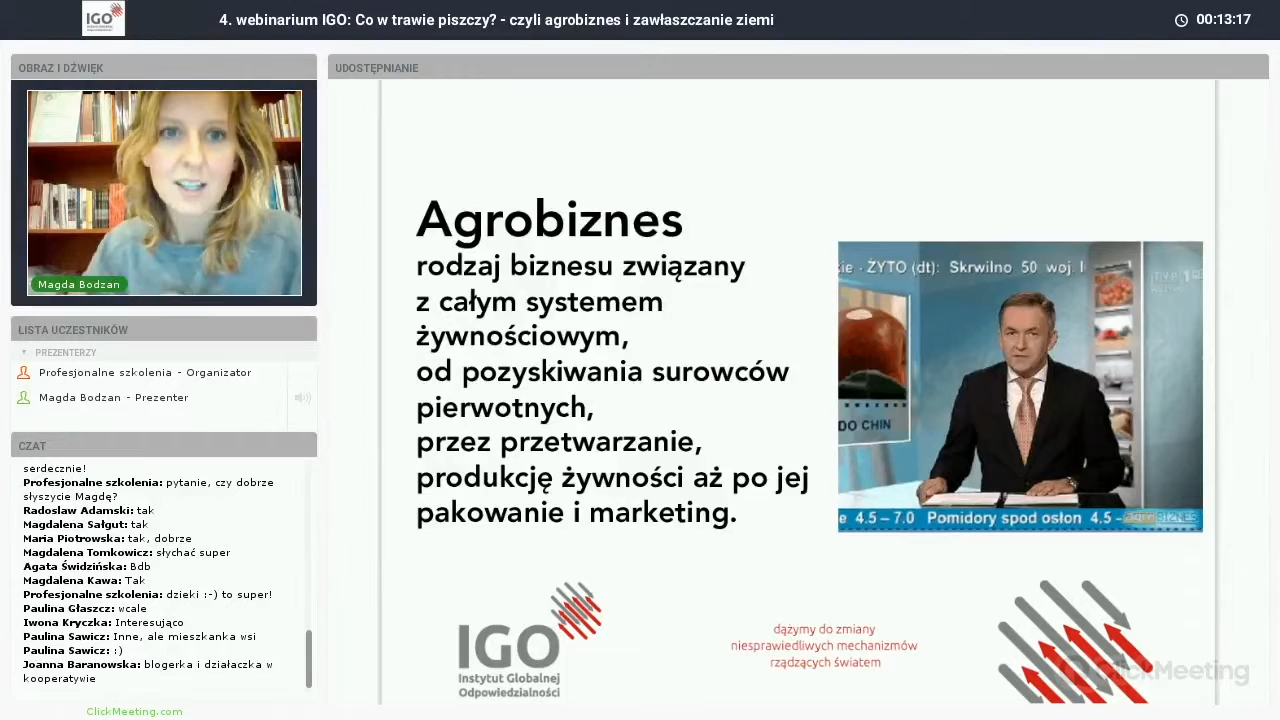 IGO
4. webinarium IGO: Co w trawie piszczy? - czyli agrobiznes i zawłaszczanie ziemi
00:13:17
OBRAZ I DŹWIĘK
Magda Bodzan
LISTA UCZESTNIKÓW
PREZENTERZY
Profesjonalne szkolenia - Organizator
Magda Bodzan - Prezenter
CZAT
serdecznie!
Profesjonalne szkolenia: pytanie, czy dobrze
słyszycie Magdę?
Radoslaw Adamski: tak
Magdalena Sałgut: tak
Maria Piotrowska: tak, dobrze
Magdalena Tomkowicz: słychać super
Agata Świdzińska: Bdb
Magdalena Kawa: Tak
Profesjonalne szkolenia: dzieki :-) to super!
Paulina Głaszcz: wcale
Iwona Kryczka: Interesująco
Paulina Sawicz: Inne, ale mieszkanka wsi
Paulina Sawicz: :)
Joanna Baranowska: blogerka i działaczka w
kooperatywie
ClickMeeting.com
UDOSTĘPNIANIE
Agrobiznes
rodzaj biznesu związany
z całym systemem
żywnościowym,
od pozyskiwania surowców
pierwotnych,
przez przetwarzanie,
produkcję żywności aż po jej
pakowanie i marketing.
kie - ŻYTO (dt): Skrwilno 50 woj. ł
DO CHIN
e 4.5 – 7.0 Pomidory spod osłon 4.5 -
IGO
Instytut Globalnej
Odpowiedzialności
dążymy do zmiany
niesprawiedliwych mechanizmów
rządzących światem
ClickMeeting